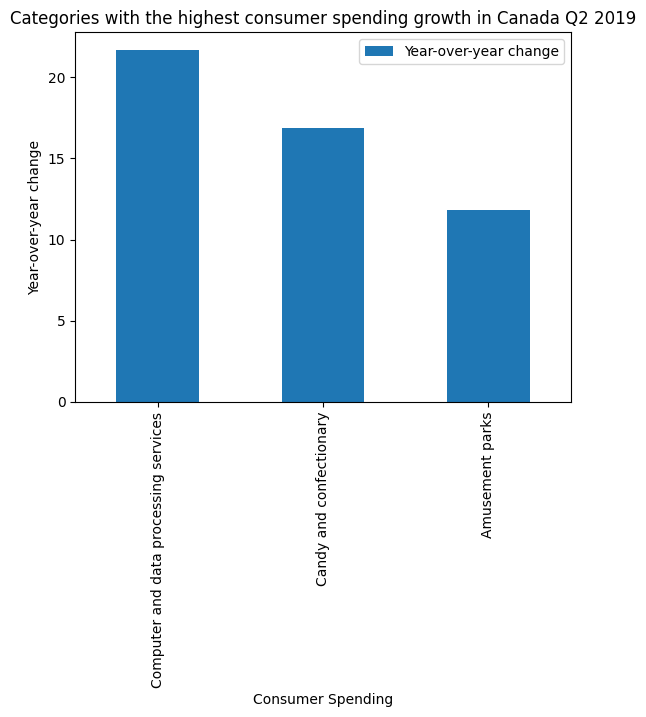 Categories with the highest consumer spending growth in Canada Q2 2019
Year-over-year change
Year-over-year change
20
15
10
5
0
Computer and data processing services
Candy and confectionary
Amusement parks
Consumer Spending